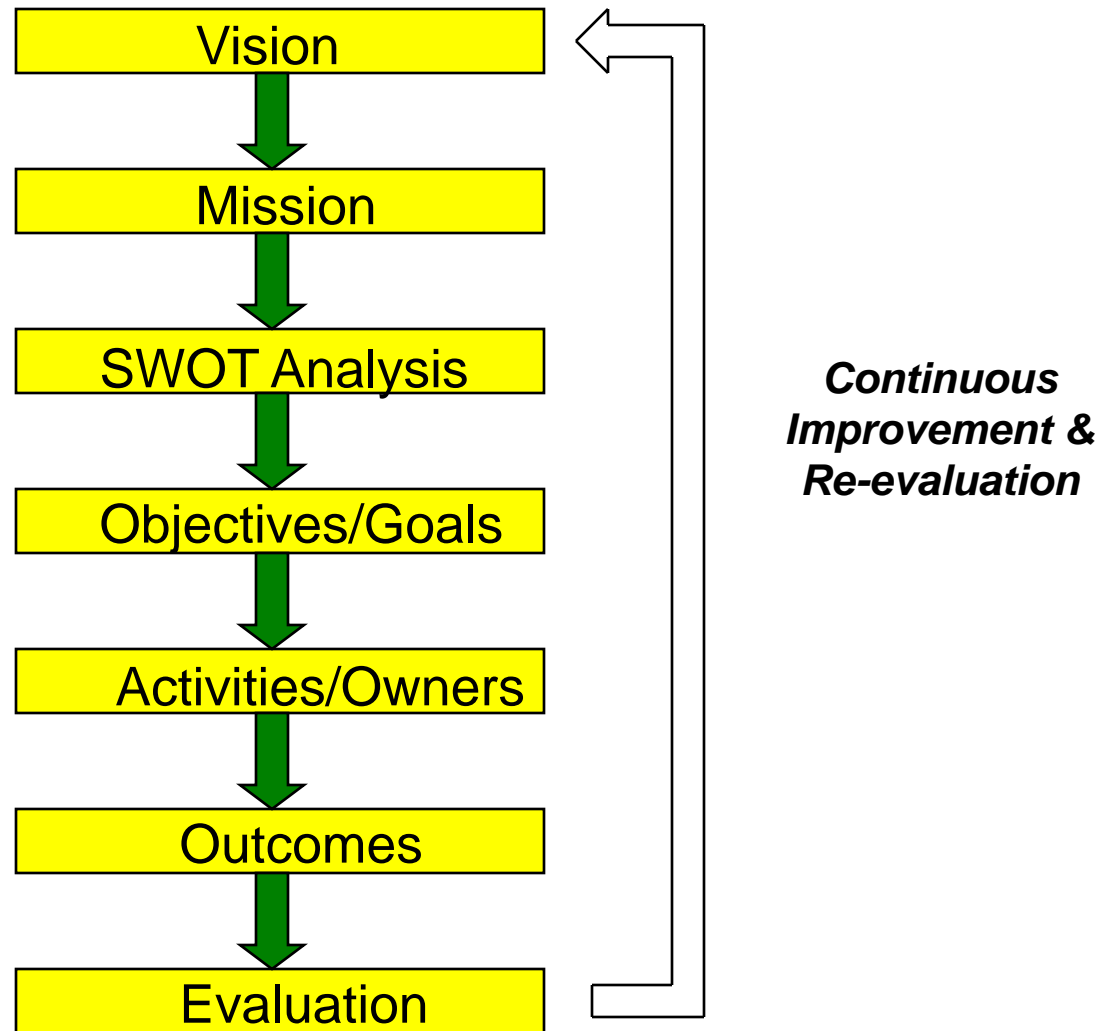 Vision
Mission
SWOT Analysis
Objectives/Goals
Activities/Owners
Outcomes
Evaluation
Continuous
Improvement &
Re-evaluation